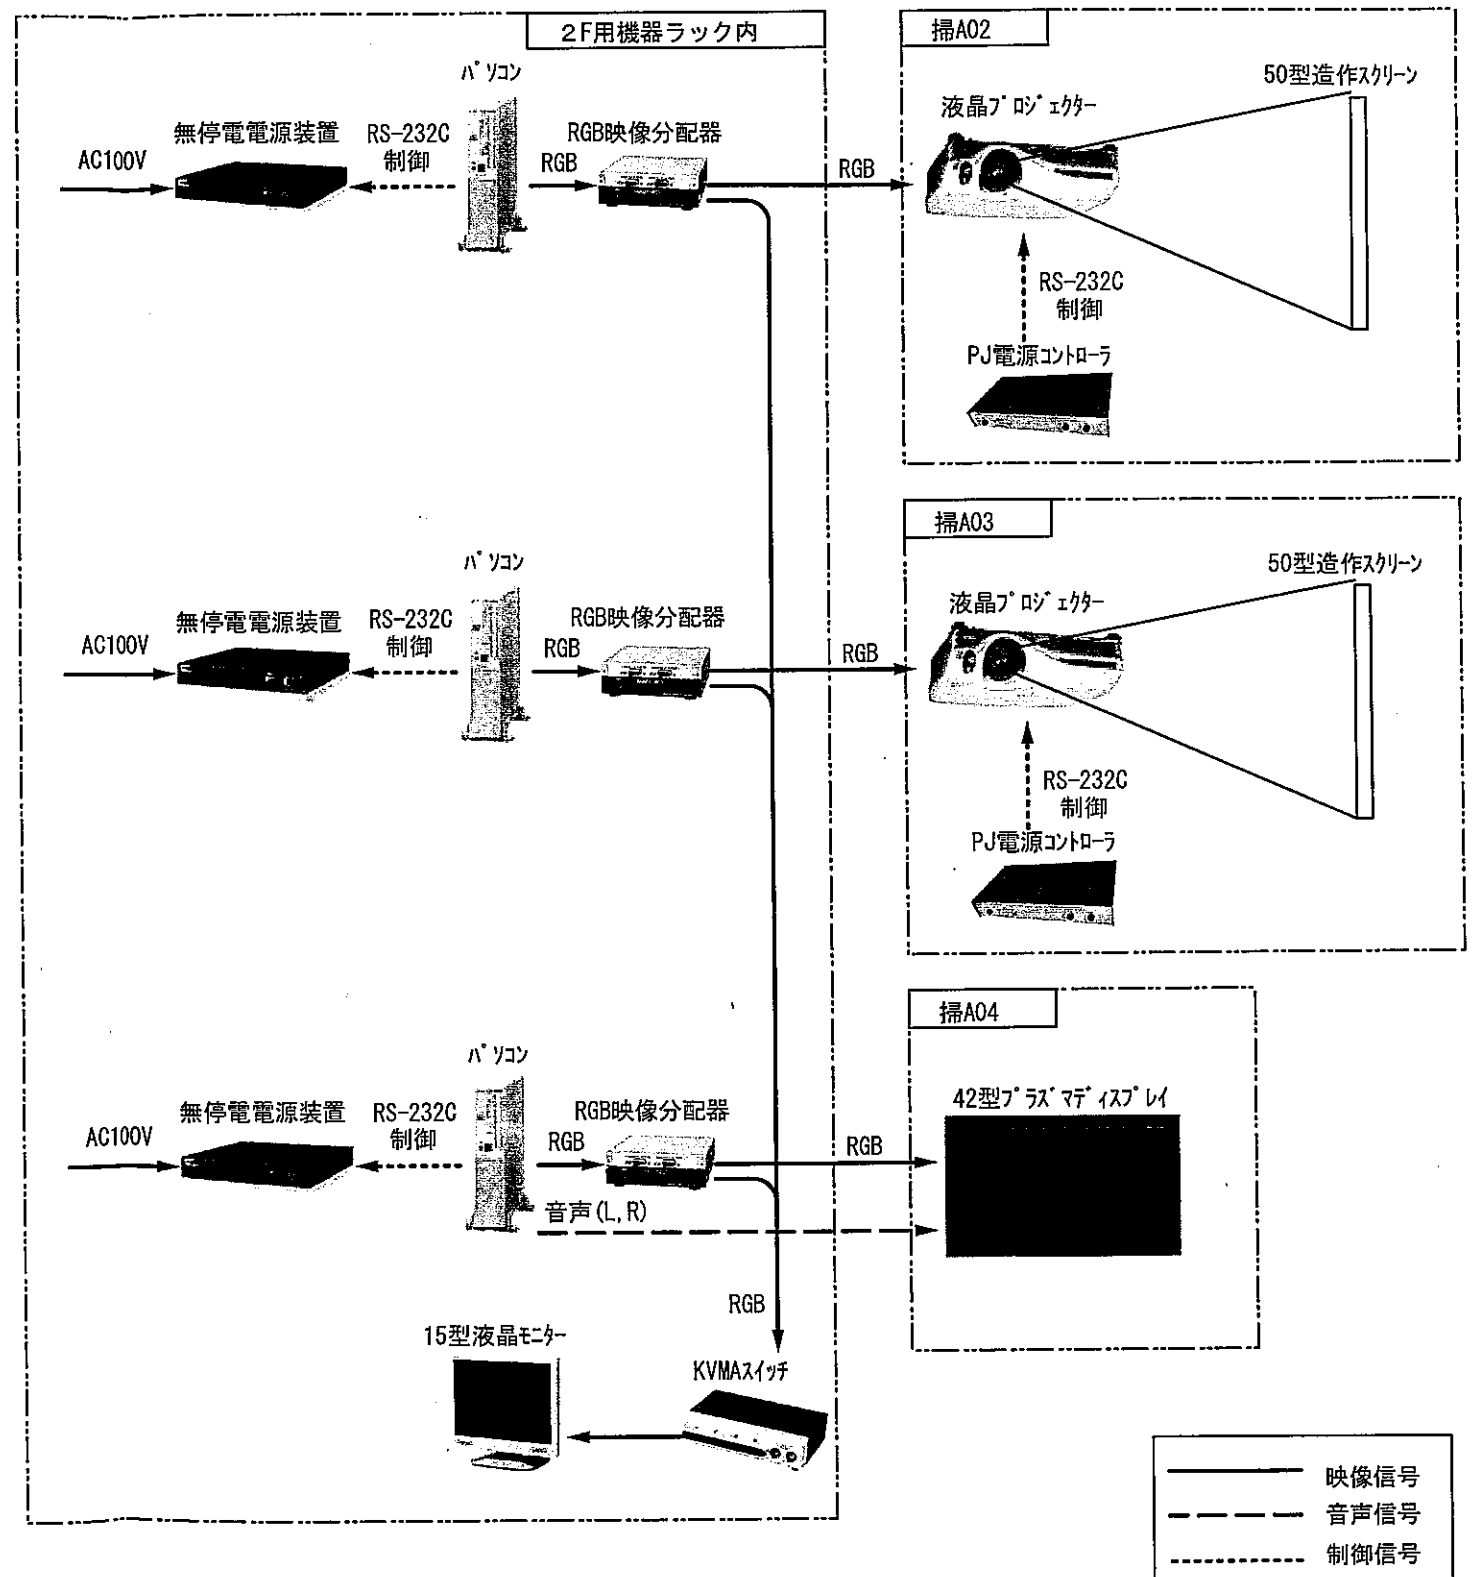 ２F用機器ラック内
掃A02
パソコン
50型造作スクリーン
液晶プロジェクター
無停電電源装置
RS-232C
制御
RGB映像分配器
AC100V
RGB
RGB
RS-232C
制御
PJ電源コントローラ
掃A03
パソコン
50型造作スクリーン
液晶プロジェクター
無停電電源装置
RS-232C
制御
RGB映像分配器
AC100V
RGB
RGB
RS-232C
制御
PJ電源コントローラ
掃A04
パソコン
42型プラズマディスプレイ
無停電電源装置
RS-232C
制御
RGB映像分配器
AC100V
RGB
RGB
音声(L,R)
RGB
15型液晶モニター
KVMAスイッチ
映像信号
音声信号
制御信号